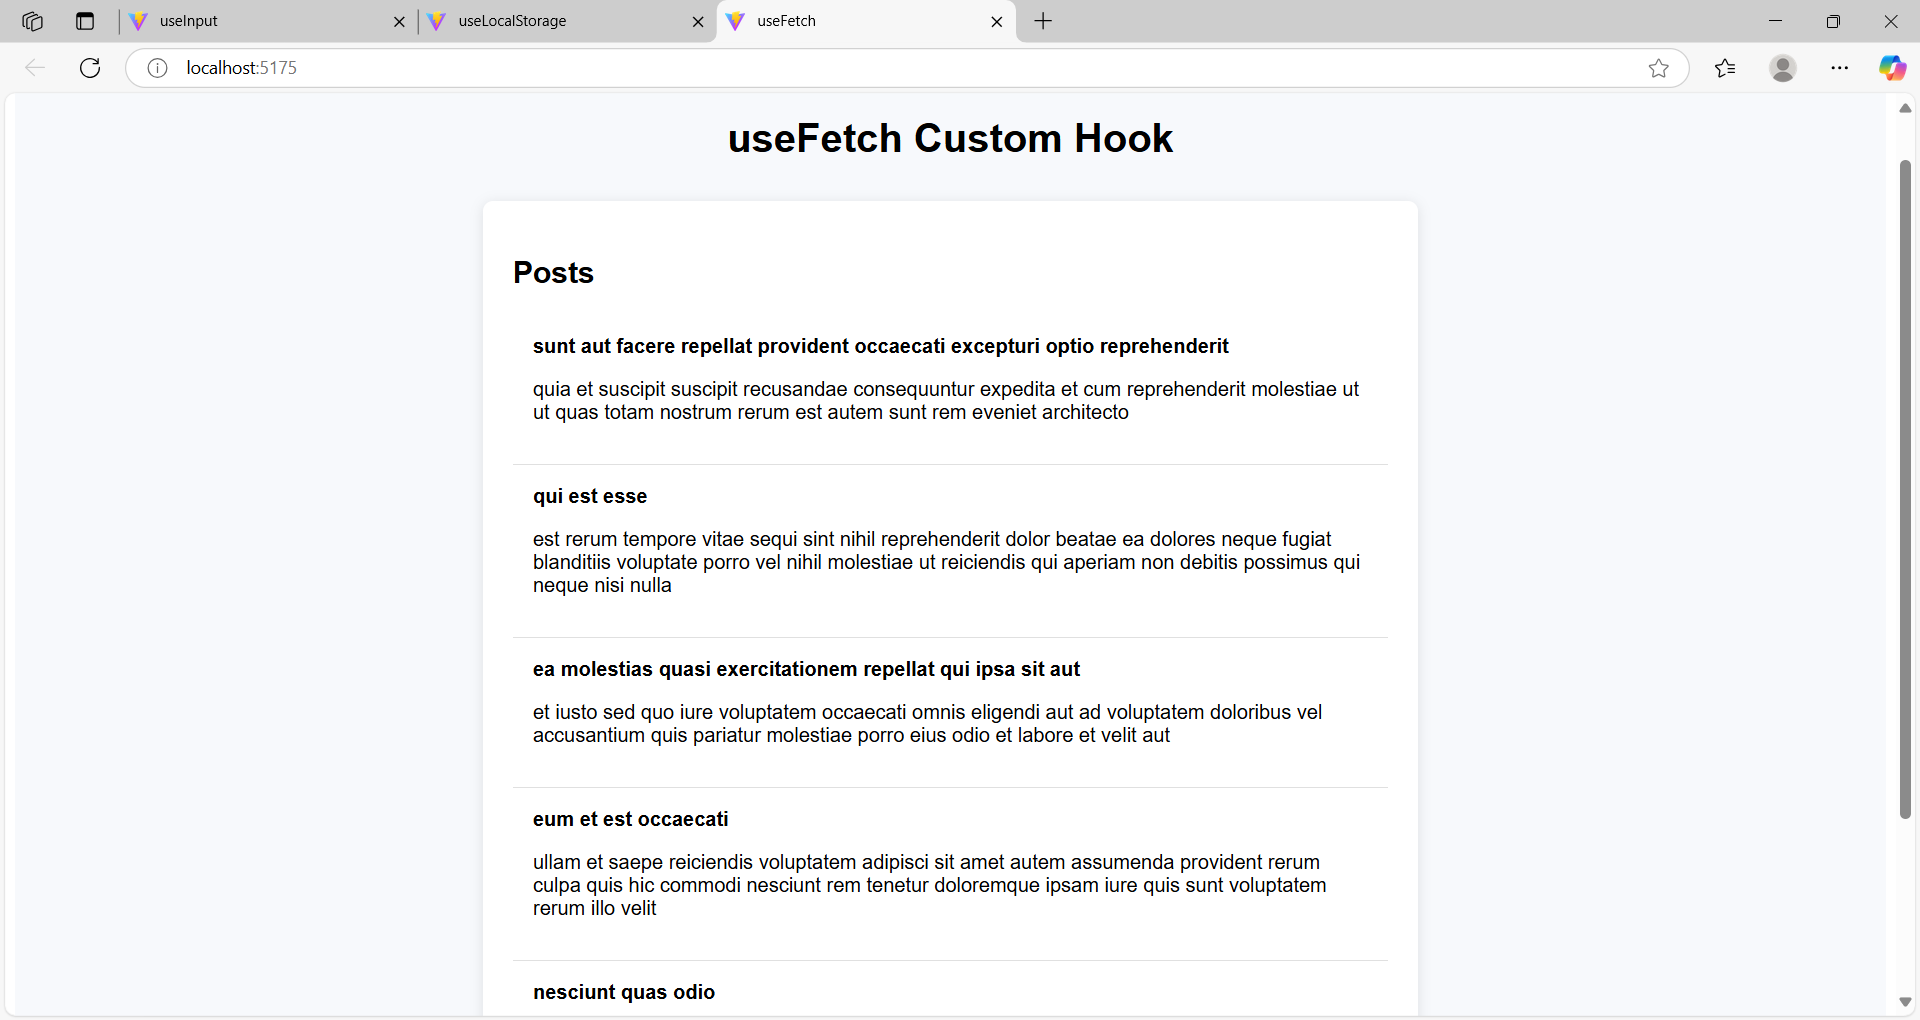 useInput
useLocalStorage
useFetch
localhost:5175
useFetch Custom Hook
Posts
sunt aut facere repellat provident occaecati excepturi optio reprehenderit
quia et suscipit suscipit recusandae consequuntur expedita et cum reprehenderit molestiae ut
ut quas totam nostrum rerum est autem sunt rem eveniet architecto
qui est esse
est rerum tempore vitae sequi sint nihil reprehenderit dolor beatae ea dolores neque fugiat
blanditiis voluptate porro vel nihil molestiae ut reiciendis qui aperiam non debitis possimus qui
neque nisi nulla
ea molestias quasi exercitationem repellat qui ipsa sit aut
et iusto sed quo iure voluptatem occaecati omnis eligendi aut ad voluptatem doloribus vel
accusantium quis pariatur molestiae porro eius odio et labore et velit aut
eum et est occaecati
ullam et saepe reiciendis voluptatem adipisci sit amet autem assumenda provident rerum
culpa quis hic commodi nesciunt rem tenetur doloremque ipsam iure quis sunt voluptatem
rerum illo velit
nesciunt quas odio